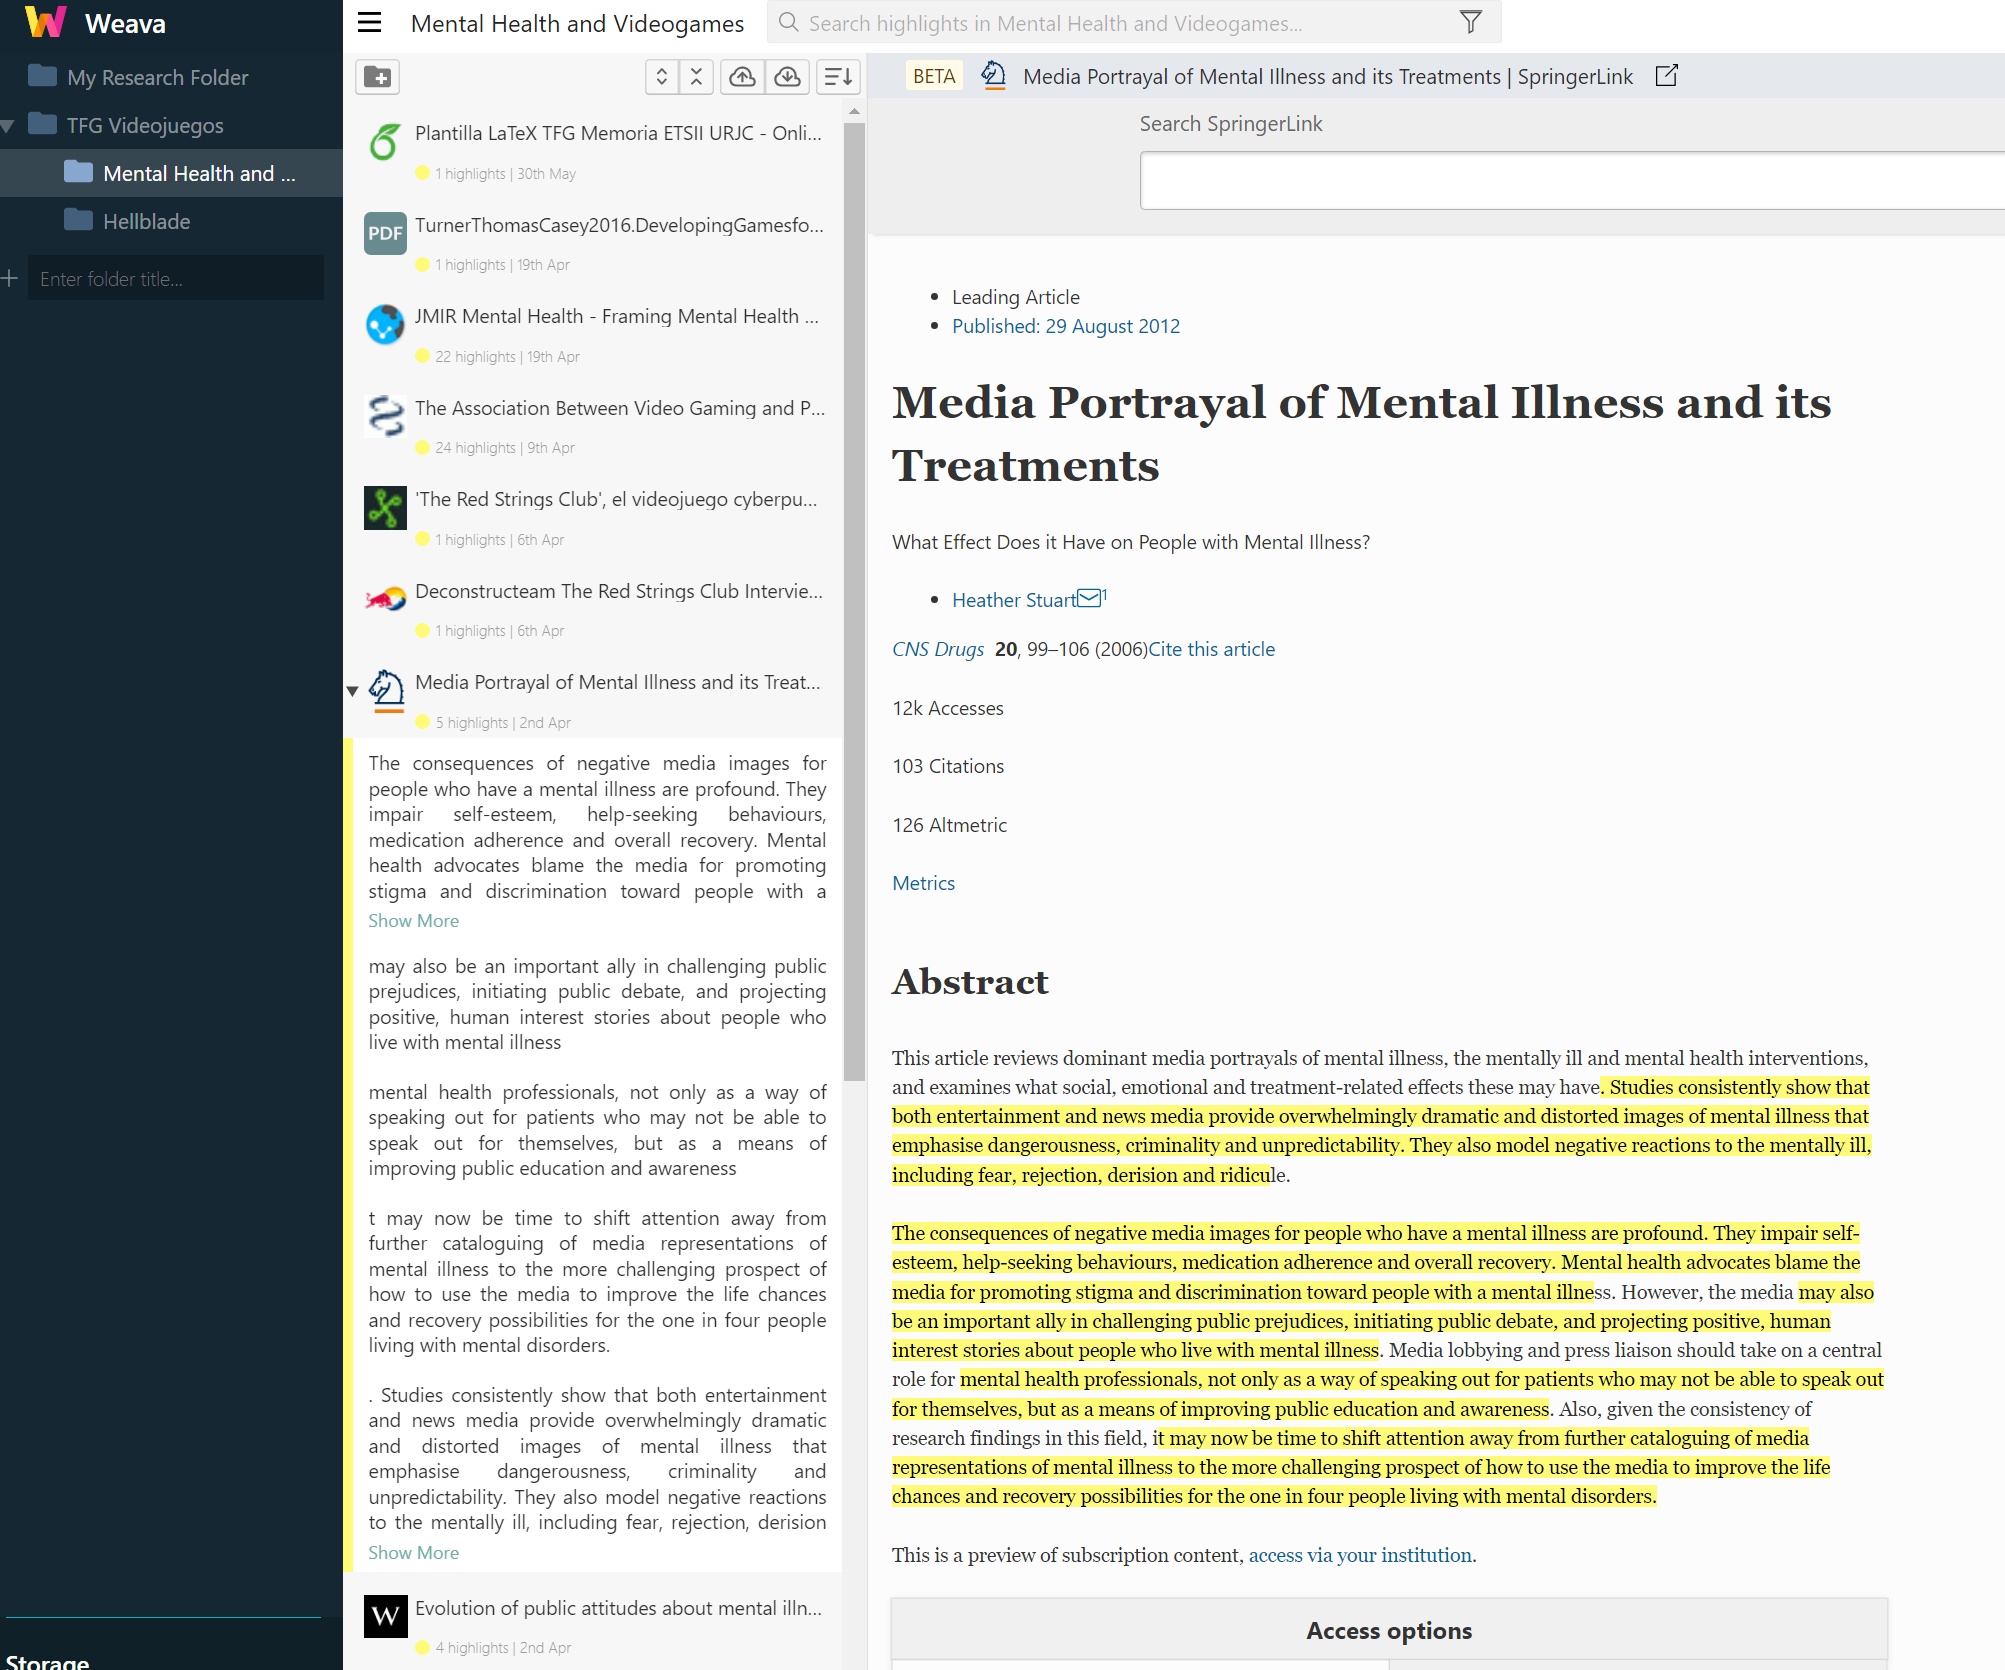 Weava
My Research Folder
TFG Videojuegos
Mental Health and ...
Hellblade
Enter folder title...
Storage
Mental Health and Videogames
Search highlights in Mental Health and Videogames...
Plantilla LaTeX TFG Memoria ETSII URJC - Onli...
1 highlights | 30th May
PDF
TurnerThomasCasey2016.DevelopingGamesfo...
1 highlights | 19th Apr
JMIR Mental Health - Framing Mental Health ...
22 highlights | 19th Apr
The Association Between Video Gaming and P...
24 highlights | 9th Apr
'The Red Strings Club', el videojuego cyberpu...
1 highlights | 6th Apr
Deconstructeam The Red Strings Club Intervie...
1 highlights | 6th Apr
Media Portrayal of Mental Illness and its Treat...
5 highlights | 2nd Apr
The consequences of negative media images for
people who have a mental illness are profound. They
impair self-esteem, help-seeking behaviours,
medication adherence and overall recovery. Mental
health advocates blame the media for promoting
stigma and discrimination toward people with a
Show More
may also be an important ally in challenging public
prejudices, initiating public debate, and projecting
positive, human interest stories about people who
live with mental illness
mental health professionals, not only as a way of
speaking out for patients who may not be able to
speak out for themselves, but as a means of
improving public education and awareness
t may now be time to shift attention away from
further cataloguing of media representations of
mental illness to the more challenging prospect of
how to use the media to improve the life chances
and recovery possibilities for the one in four people
living with mental disorders.
. Studies consistently show that both entertainment
and news media provide overwhelmingly dramatic
and distorted images of mental illness that
emphasise dangerousness, criminality and
unpredictability. They also model negative reactions
to the mentally ill, including fear, rejection, derision
Show More
W
Evolution of public attitudes about mental illn...
4 highlights | 2nd Apr
BETA
Media Portrayal of Mental Illness and its Treatments | SpringerLink
Search SpringerLink
• Leading Article
• Published: 29 August 2012
Media Portrayal of Mental Illness and its
Treatments
What Effect Does it Have on People with Mental Illness?
• Heather Stuart1
CNS Drugs 20, 99–106 (2006)Cite this article
12k Accesses
103 Citations
126 Altmetric
Metrics
Abstract
This article reviews dominant media portrayals of mental illness, the mentally ill and mental health interventions,
and examines what social, emotional and treatment-related effects these may have. Studies consistently show that
both entertainment and news media provide overwhelmingly dramatic and distorted images of mental illness that
emphasise dangerousness, criminality and unpredictability. They also model negative reactions to the mentally ill,
including fear, rejection, derision and ridicule.
The consequences of negative media images for people who have a mental illness are profound. They impair self-
esteem, help-seeking behaviours, medication adherence and overall recovery. Mental health advocates blame the
media for promoting stigma and discrimination toward people with a mental illness. However, the media may also
be an important ally in challenging public prejudices, initiating public debate, and projecting positive, human
interest stories about people who live with mental illness. Media lobbying and press liaison should take on a central
role for mental health professionals, not only as a way of speaking out for patients who may not be able to speak out
for themselves, but as a means of improving public education and awareness. Also, given the consistency of
research findings in this field, it may now be time to shift attention away from further cataloguing of media
representations of mental illness to the more challenging prospect of how to use the media to improve the life
chances and recovery possibilities for the one in four people living with mental disorders.
This is a preview of subscription content, access via your institution.
Access options